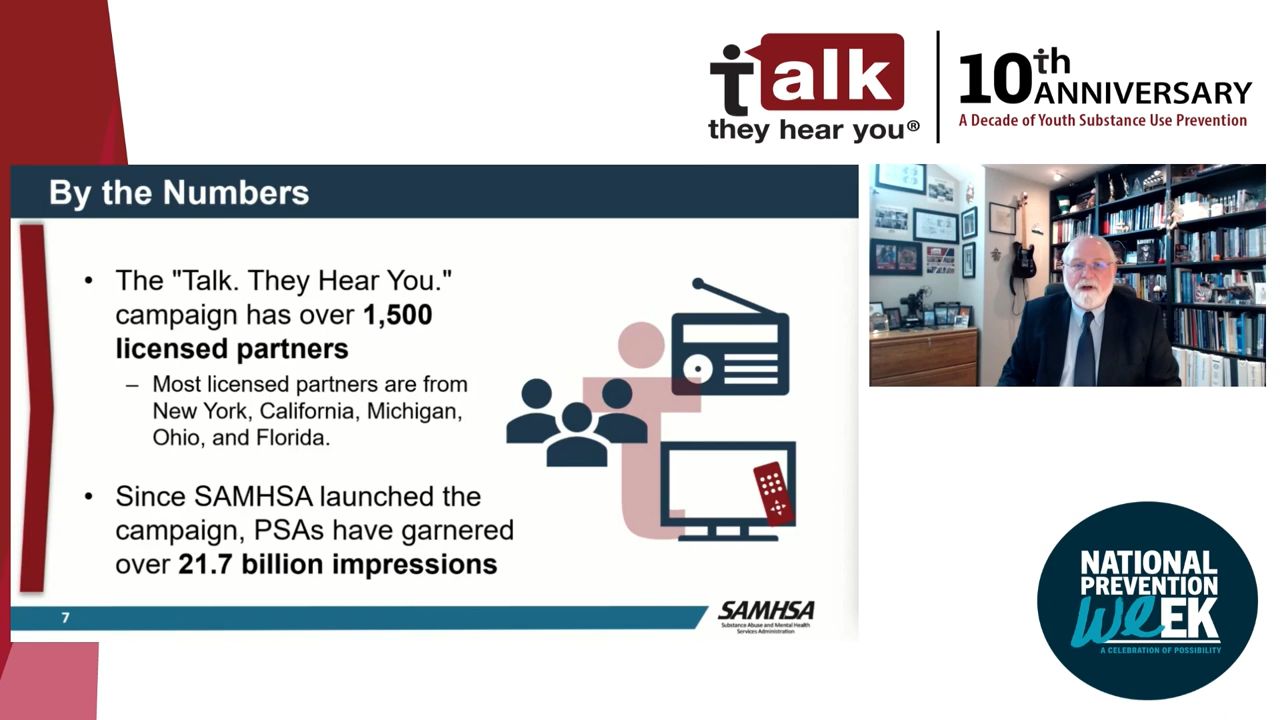 talk
they hear you®
10th
ANNIVERSARY
A Decade of Youth Substance Use Prevention
By the Numbers
• The "Talk. They Hear You."
campaign has over 1,500
licensed partners
– Most licensed partners are from
New York, California, Michigan,
Ohio, and Florida.
• Since SAMHSA launched the
campaign, PSAs have garnered
over 21.7 billion impressions
7
SAMHSA
Substance Abuse and Mental Health
Services Administration
NATIONAL
PREVENTION
WeEK
A CELEBRATION OF POSSIBILITY